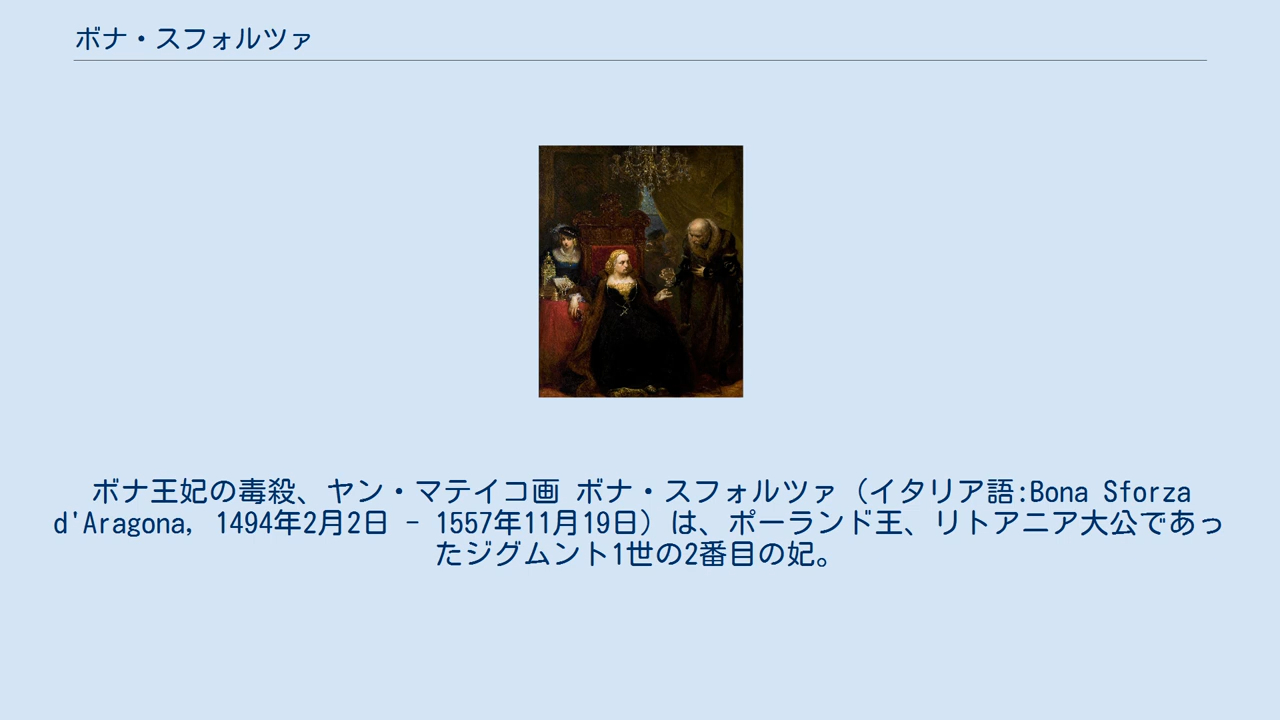 ボナ・スフォルツァ
ボナ王妃の毒殺、ヤン・マテイコ画 ボナ・スフォルツァ（イタリア語:Bona Sforza
d'Aragona, 1494年2月2日 - 1557年11月19日）は、ポーランド王、リトアニア大公であっ
たジグムント1世の2番目の妃。